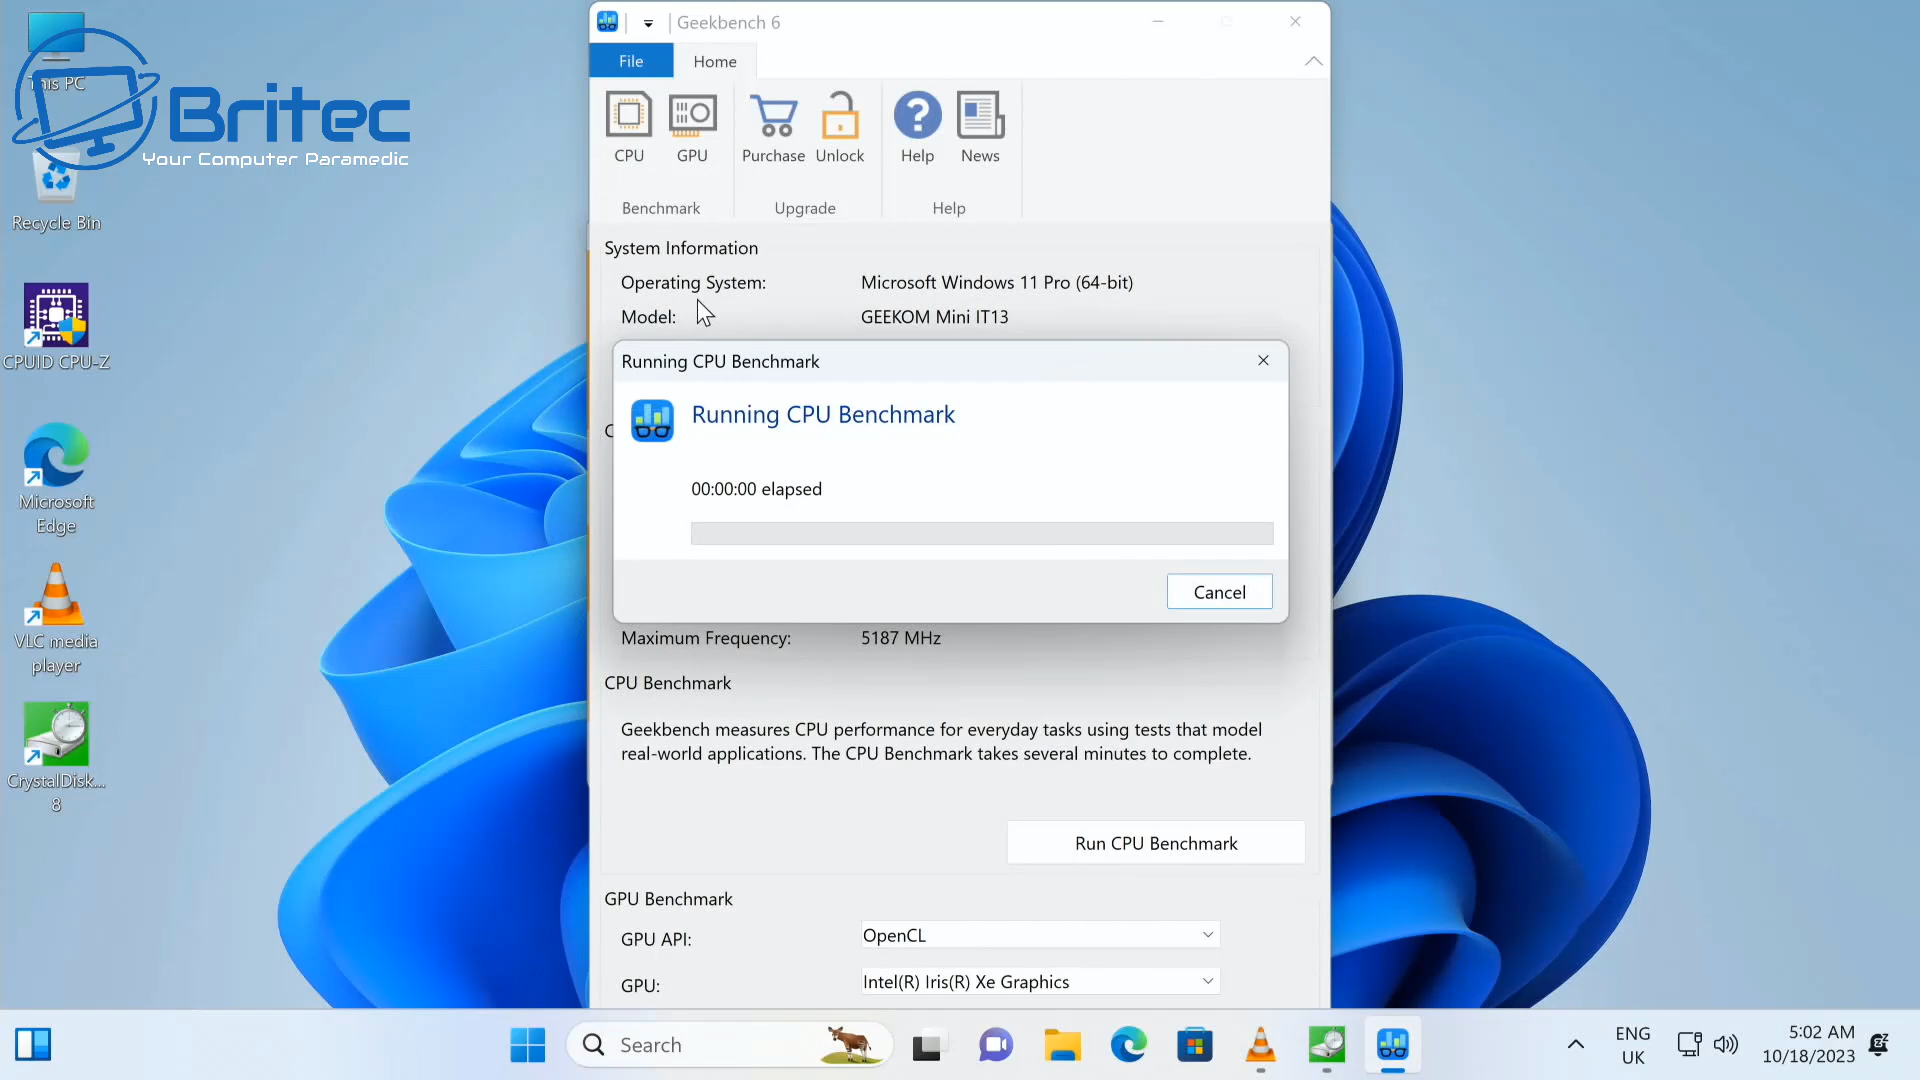 Geekbench 6
File
Home
CPU
GPU
Purchase
Unlock
Help
News
Benchmark
Upgrade
Help
System Information
Operating System: Microsoft Windows 11 Pro (64-bit)
Model: GEEKOM Mini IT13
Running CPU Benchmark
Running CPU Benchmark
00:00:00 elapsed
Cancel
Maximum Frequency: 5187 MHz
CPU Benchmark
Geekbench measures CPU performance for everyday tasks using tests that model
real-world applications. The CPU Benchmark takes several minutes to complete.
Run CPU Benchmark
GPU Benchmark
GPU API: OpenCL
GPU: Intel(R) Iris(R) Xe Graphics
This PC
Britec
Your Computer Paramedic
Recycle Bin
CPUID CPU-Z
Microsoft
Edge
VLC media
player
CrystalDisk...
8
Search
ENG
UK
5:02 AM
10/18/2023